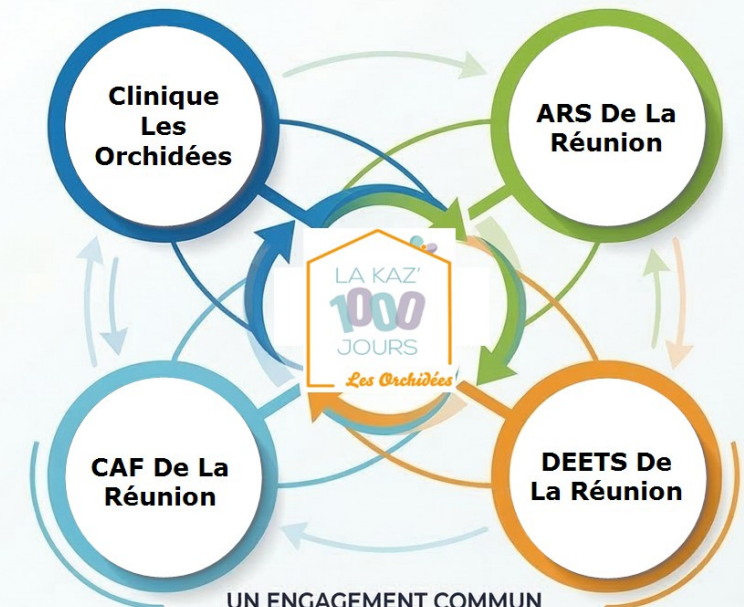 Clinique
Les
Orchidées
ARS De La
Réunion
LA KAZ'
1000
JOURS
Les Orchidées
CAF De La
Réunion
DEETS De
La Réunion
UN ENGAGEMENT COMMUN